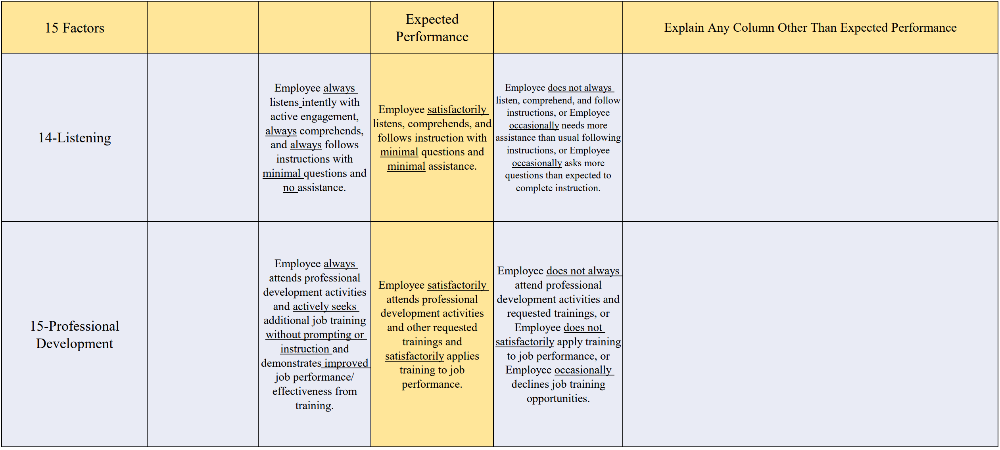 15 Factors
Expected
Performance
Explain Any Column Other Than Expected Performance
14-Listening
Employee always
listens intently with
active engagement,
always comprehends,
and always follows
instructions with
minimal questions and
no assistance.
Employee satisfactorily
listens, comprehends, and
follows instruction with
minimal questions and
minimal assistance.
Employee does not always
listen, comprehend, and follow
instructions, or Employee
occasionally needs more
assistance than usual following
instructions, or Employee
occasionally asks more
questions than expected to
complete instruction.
15-Professional
Development
Employee always
attends professional
development activities
and actively seeks
additional job training
without prompting or
instruction and
demonstrates improved
job performance/
effectiveness from
training.
Employee satisfactorily
attends professional
development activities
and other requested
trainings and
satisfactorily applies
training to job
performance.
Employee does not always
attend professional
development activities and
requested trainings, or
Employee does not
satisfactorily apply training
to job performance, or
Employee occasionally
declines job training
opportunities.